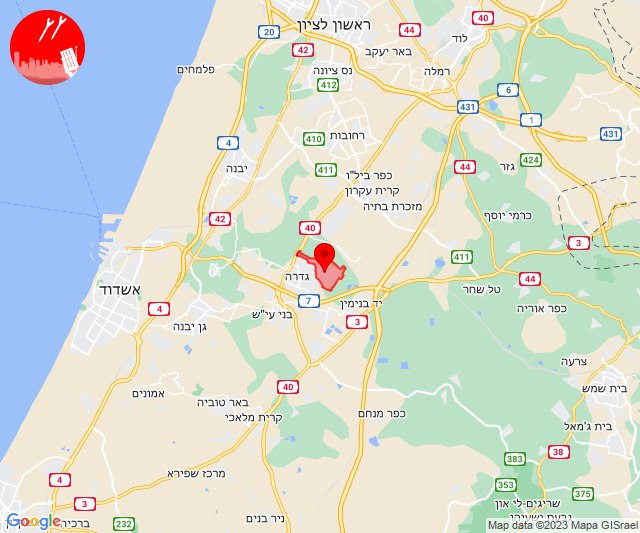 ראשון לציון
40
לוד
20
42
באר יעקב
רמלה
פלמחים
נס ציונה
412
6
431
1
431
4
410
רחובות
424
יבנה
411
כפר ביל"ו
קרית עקרון
44
גזר
מזכרת בתיה
42
40
כרמי יוסף
3
411
גדרה
44
אשדוד
7
יד בנימין
טל שחר
4
גן יבנה
בני עי"ש
3
כפר אוריה
4
צרעה
40
בית שמש
אמונים
באר טוביה
קרית מלאכי
כפר מנחם
בית ג'מאל
38
383
4
מרכז שפירא
353
375
3
232
ניר בנים
שריגים-לי און
ברכיה
Google
Map data ©2023 Mapa GISrael